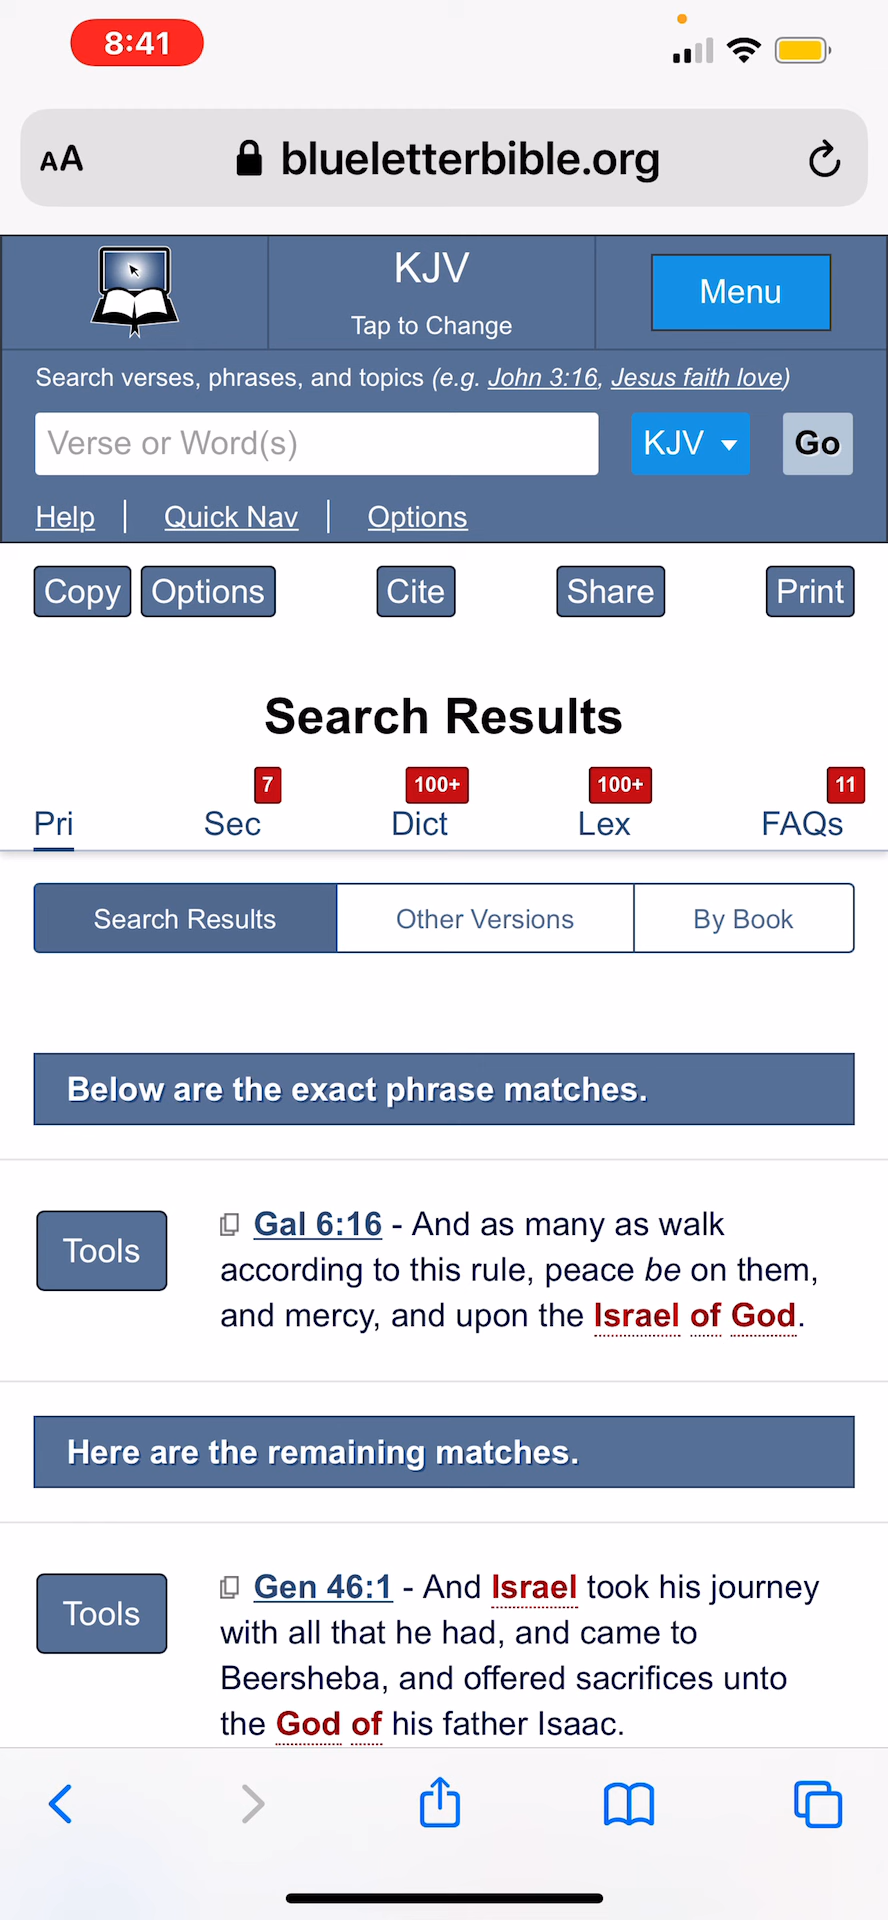 8:41
AA blueletterbible.org
KJV
Tap to Change
Menu
Search verses, phrases, and topics (e.g. John 3:16, Jesus faith love)
Verse or Word(s) KJV Go
Help | Quick Nav | Options
Copy Options Cite Share Print
Search Results
7 100+ 100+ 11
Pri Sec Dict Lex FAQs
Search Results Other Versions By Book
Below are the exact phrase matches.
Tools
Gal 6:16 - And as many as walk
according to this rule, peace be on them,
and mercy, and upon the Israel of God.
Here are the remaining matches.
Tools
Gen 46:1 - And Israel took his journey
with all that he had, and came to
Beersheba, and offered sacrifices unto
the God of his father Isaac.